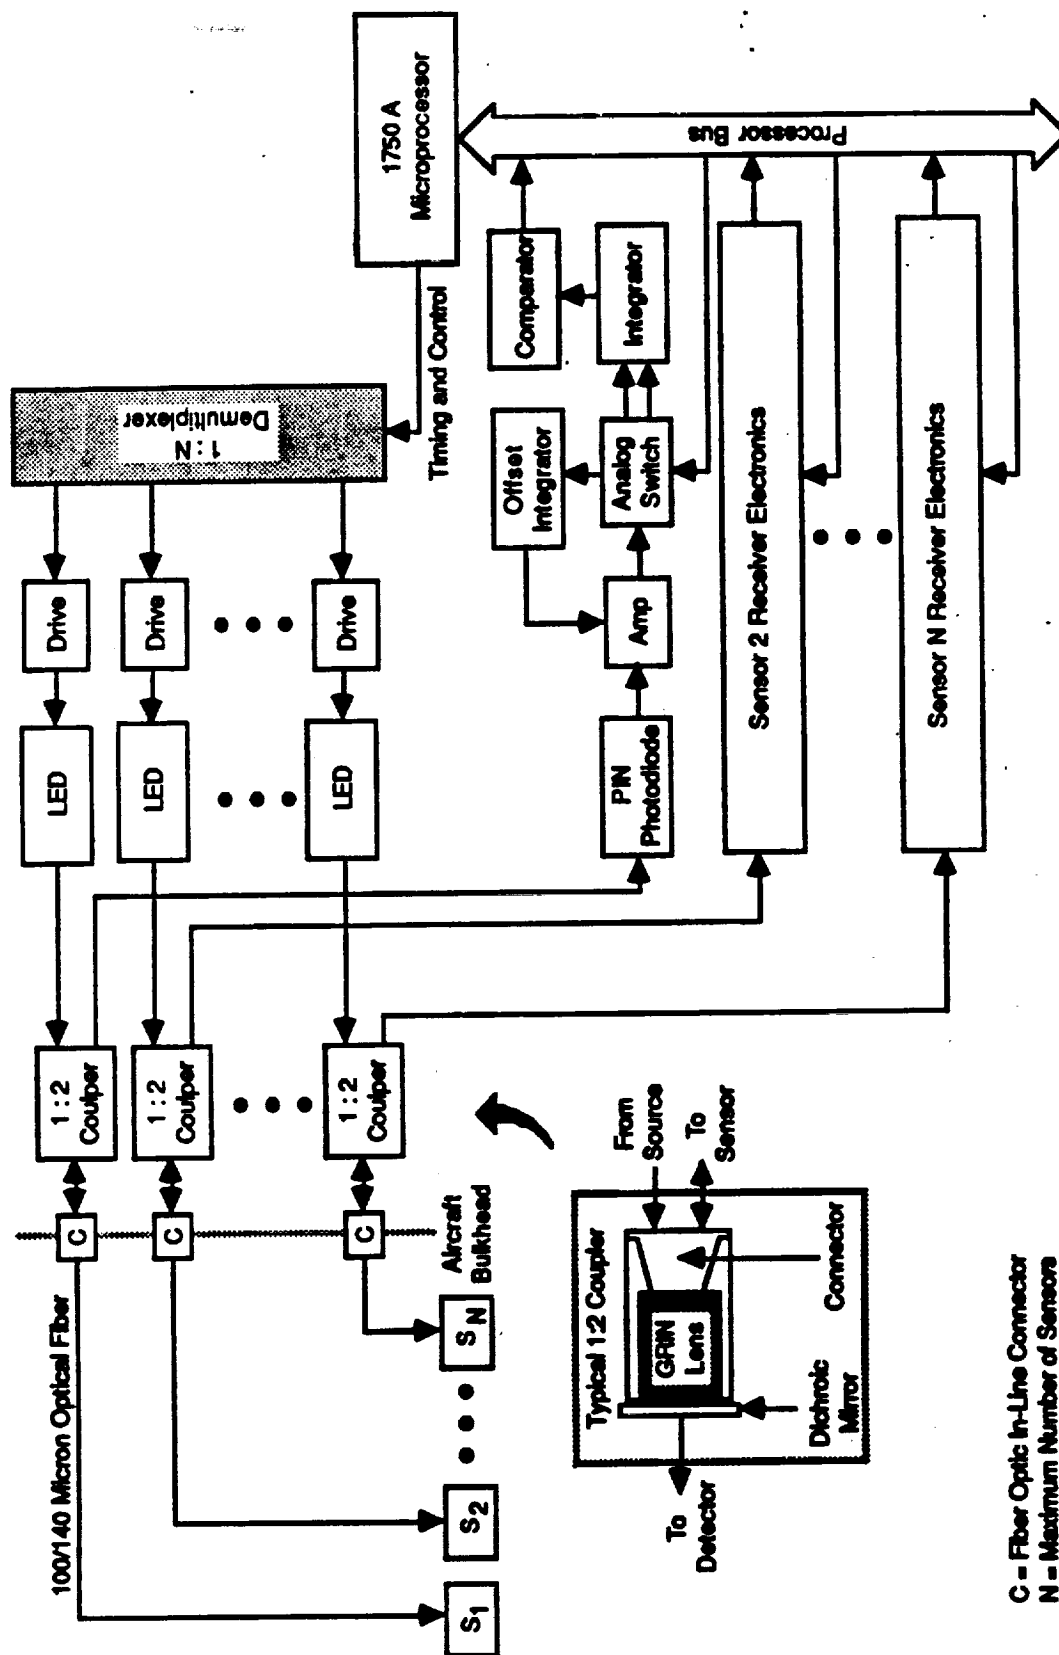 1:N
Demultiplexer
1750 A
Microprocessor
Timing and Control
Drive
Drive
Drive
LED
LED
LED
1:2
Coulper
1:2
Coulper
1:2
Coulper
C
C
C
100/140 Micron Optical Fiber
Aircraft
Bulkhead
S1
S2
SN
Offset
Integrator
Comparator
PIN
Photodiode
Amp
Analog
Switch
Integrator
Processor Bus
Sensor 2 Receiver Electronics
Sensor N Receiver Electronics
Typical 1:2 Coupler
From
Source
To
Sensor
GRIN
Lens
To
Detector
Dichroic
Mirror
Connector
C = Fiber Optic In-Line Connector
N = Maximum Number of Sensors